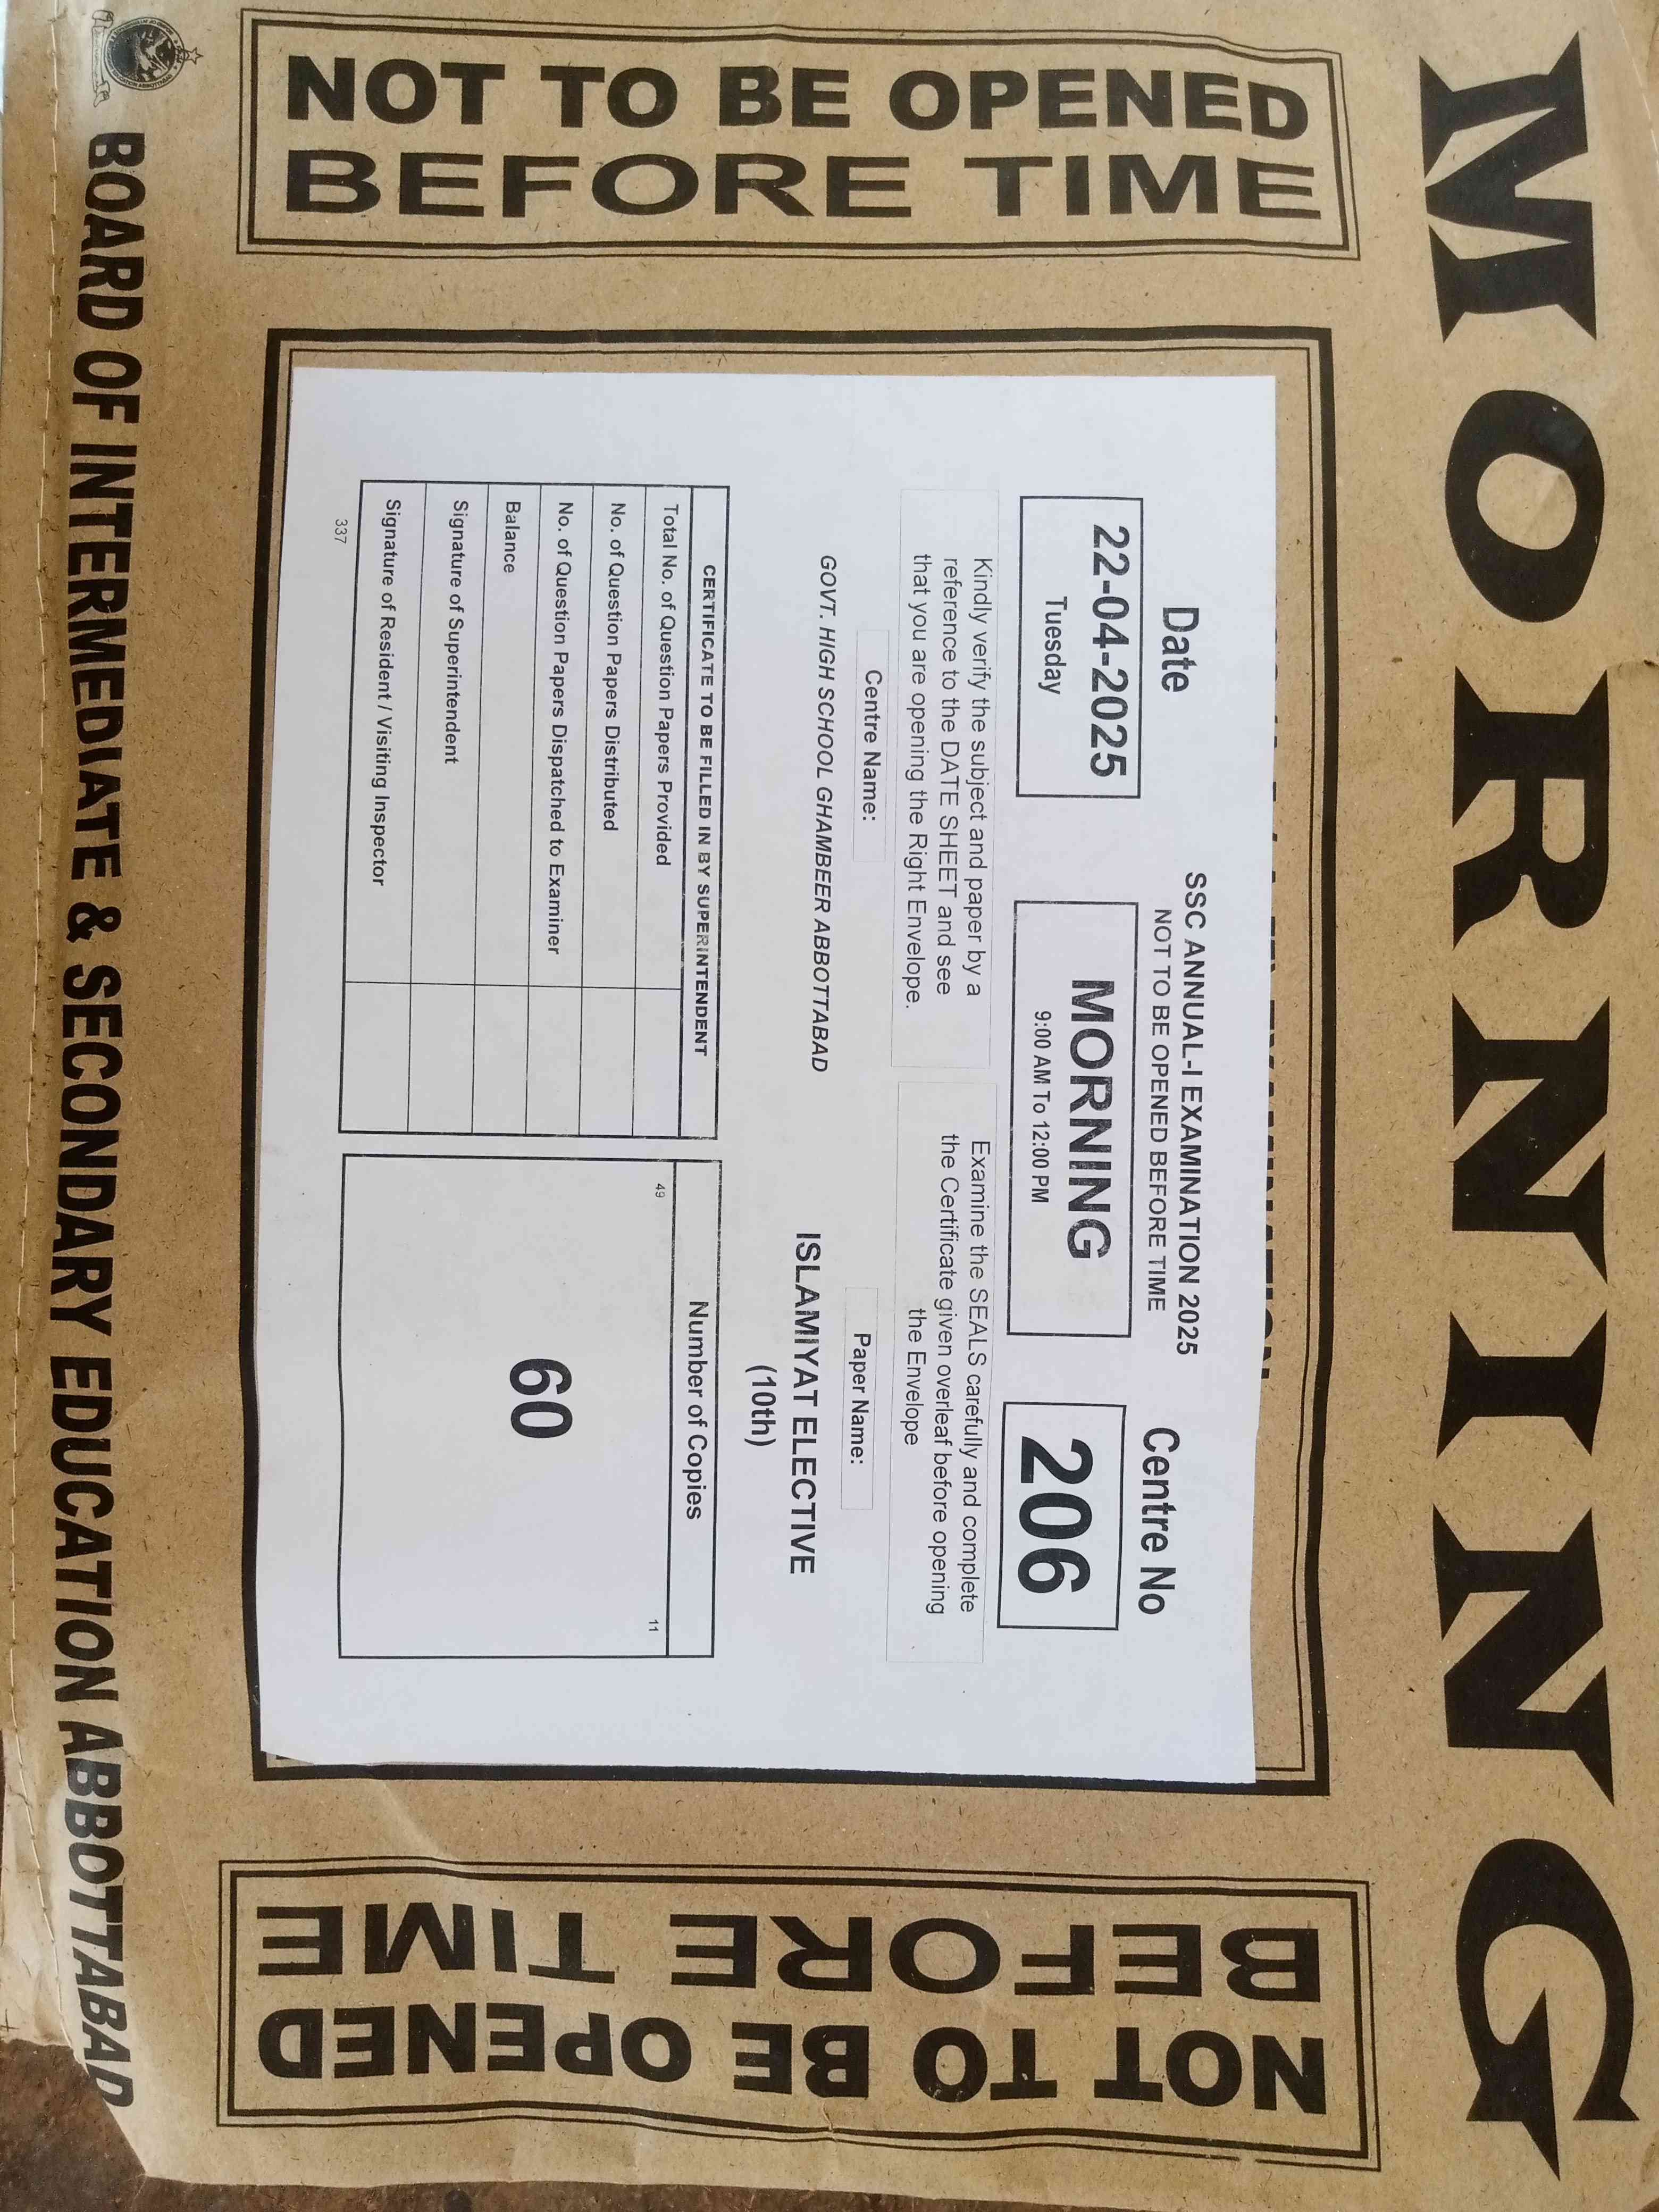 MORNING
NOT TO BE OPENED
BEFORE TIME
SSC ANNUAL-I EXAMINATION 2025
NOT TO BE OPENED BEFORE TIME
Date
22-04-2025
Tuesday
MORNING
9:00 AM To 12:00 PM
Centre No
206
Kindly verify the subject and paper by a
reference to the DATE SHEET and see
that you are opening the Right Envelope.
Examine the SEALS carefully and complete
the Certificate given overleaf before opening
the Envelope
Centre Name:
GOVT. HIGH SCHOOL GHAMBEER ABBOTTABAD
Paper Name:
ISLAMIYAT ELECTIVE
(10th)
CERTIFICATE TO BE FILLED IN BY SUPERINTENDENT
Total No. of Question Papers Provided
No. of Question Papers Distributed
No. of Question Papers Dispatched to Examiner
Balance
Signature of Superintendent
Signature of Resident / Visiting Inspector
337
Number of Copies
49
11
60
NOT TO BE OPENED
BEFORE TIME
BOARD OF INTERMEDIATE & SECONDARY EDUCATION ABBOTTABAD